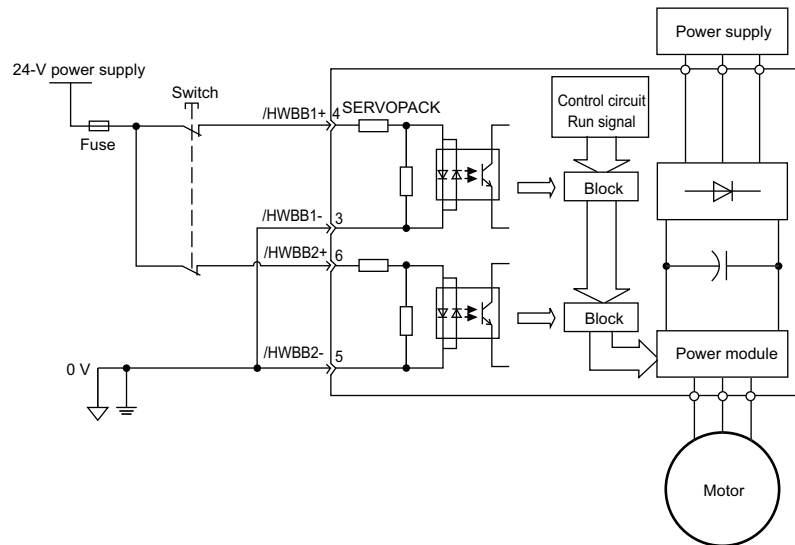 Power supply
24-V power supply
Switch
/HWBB1+
4
SERVOPACK
Fuse
Control circuit
Run signal
Block
/HWBB1-
3
/HWBB2+
6
Block
/HWBB2-
5
0 V
Power module
Motor